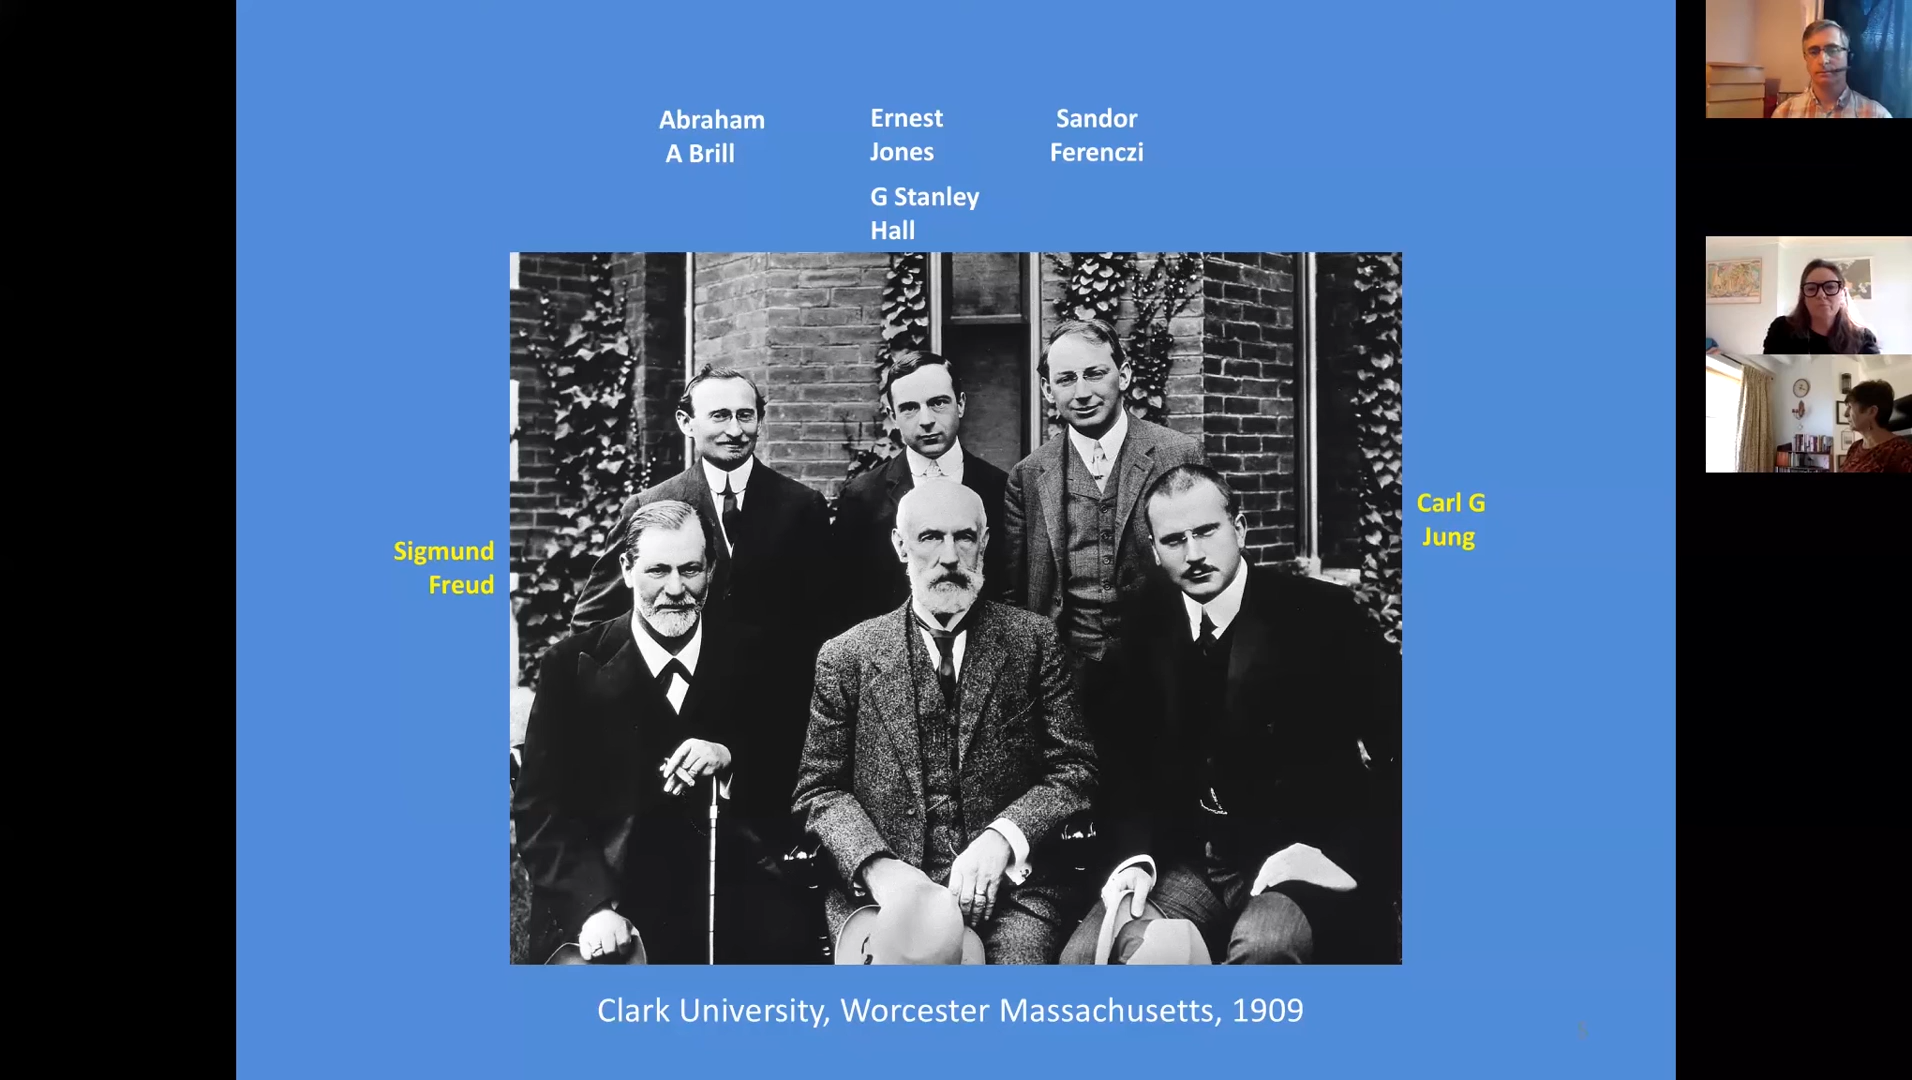 Abraham
A Brill
Ernest
Jones
Sandor
Ferenczi
G Stanley
Hall
Sigmund
Freud
Carl G
Jung
Clark University, Worcester Massachusetts, 1909